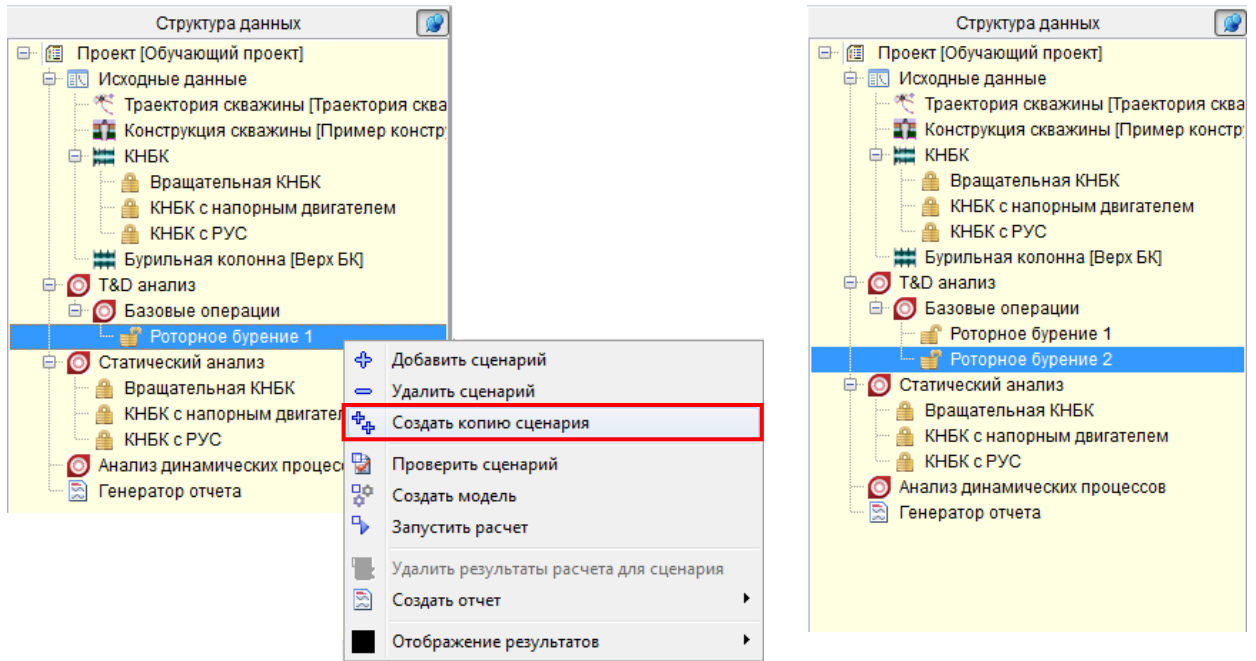 Структура данных
Проект [Обучающий проект]
Исходные данные
Траектория скважины [Траектория сква
Конструкция скважины [Пример констр
КНБК
Вращательная КНБК
КНБК с напорным двигателем
КНБК с РУС
Бурильная колонна [Верх БК]
T&D анализ
Базовые операции
Роторное бурение 1
Статический анализ
Вращательная КНБК
КНБК с напорным двигател
КНБК с РУС
Анализ динамических процес
Генератор отчета
Добавить сценарий
Удалить сценарий
Создать копию сценария
Проверить сценарий
Создать модель
Запустить расчет
Удалить результаты расчета для сценария
Создать отчет
Отображение результатов
Структура данных
Проект [Обучающий проект]
Исходные данные
Траектория скважины [Траектория сква
Конструкция скважины [Пример констр
КНБК
Вращательная КНБК
КНБК с напорным двигателем
КНБК с РУС
Бурильная колонна [Верх БК]
T&D анализ
Базовые операции
Роторное бурение 1
Роторное бурение 2
Статический анализ
Вращательная КНБК
КНБК с напорным двигателем
КНБК с РУС
Анализ динамических процессов
Генератор отчета